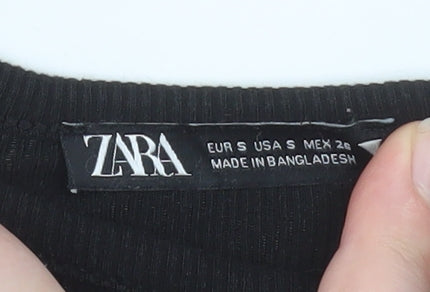 ZARA
EUR S USA S MEX 26
MADE IN BANGLADESH